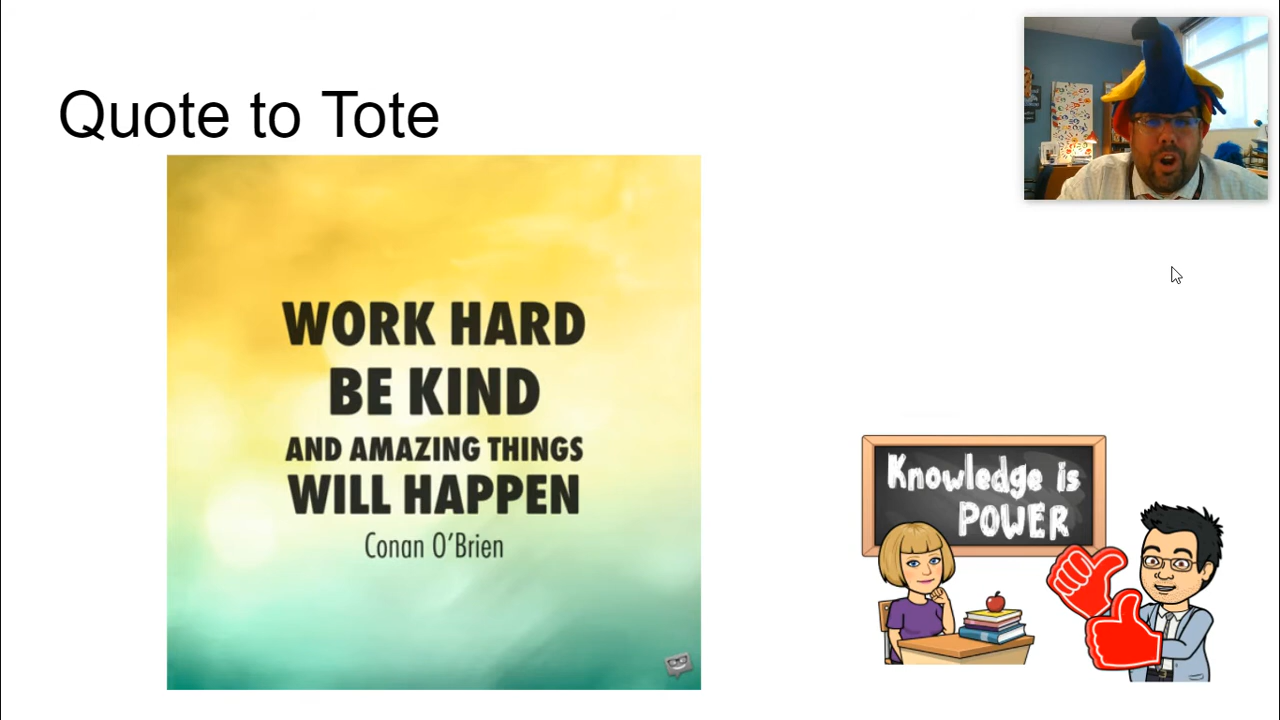 Quote to Tote
WORK HARD
BE KIND
AND AMAZING THINGS
WILL HAPPEN
Conan O'Brien
Knowledge is
POWER